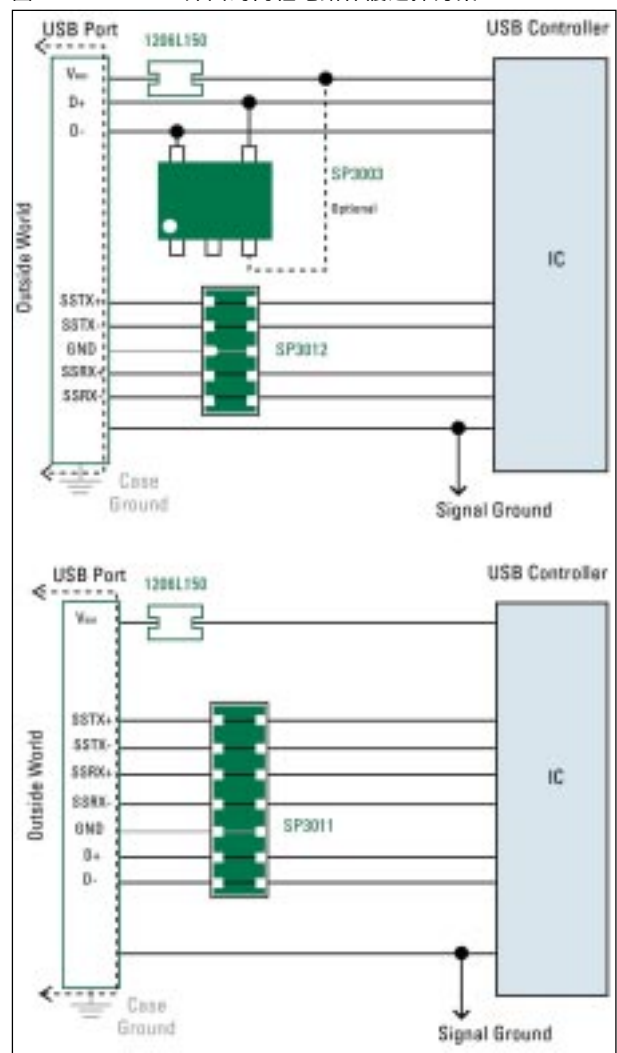 USB Port
1206L150
USB Controller
D+
D-
SP3003
Optional
Outside World
IC
SSTX+
SSTX-
GND
SP3012
SSRX+
SSRX-
Case
Ground
Signal Ground
USB Port
1206L150
USB Controller
SSTX+
SSTX-
SSRX+
SSRX-
Outside World
IC
GND
SP3011
D+
D-
Case
Ground
Signal Ground